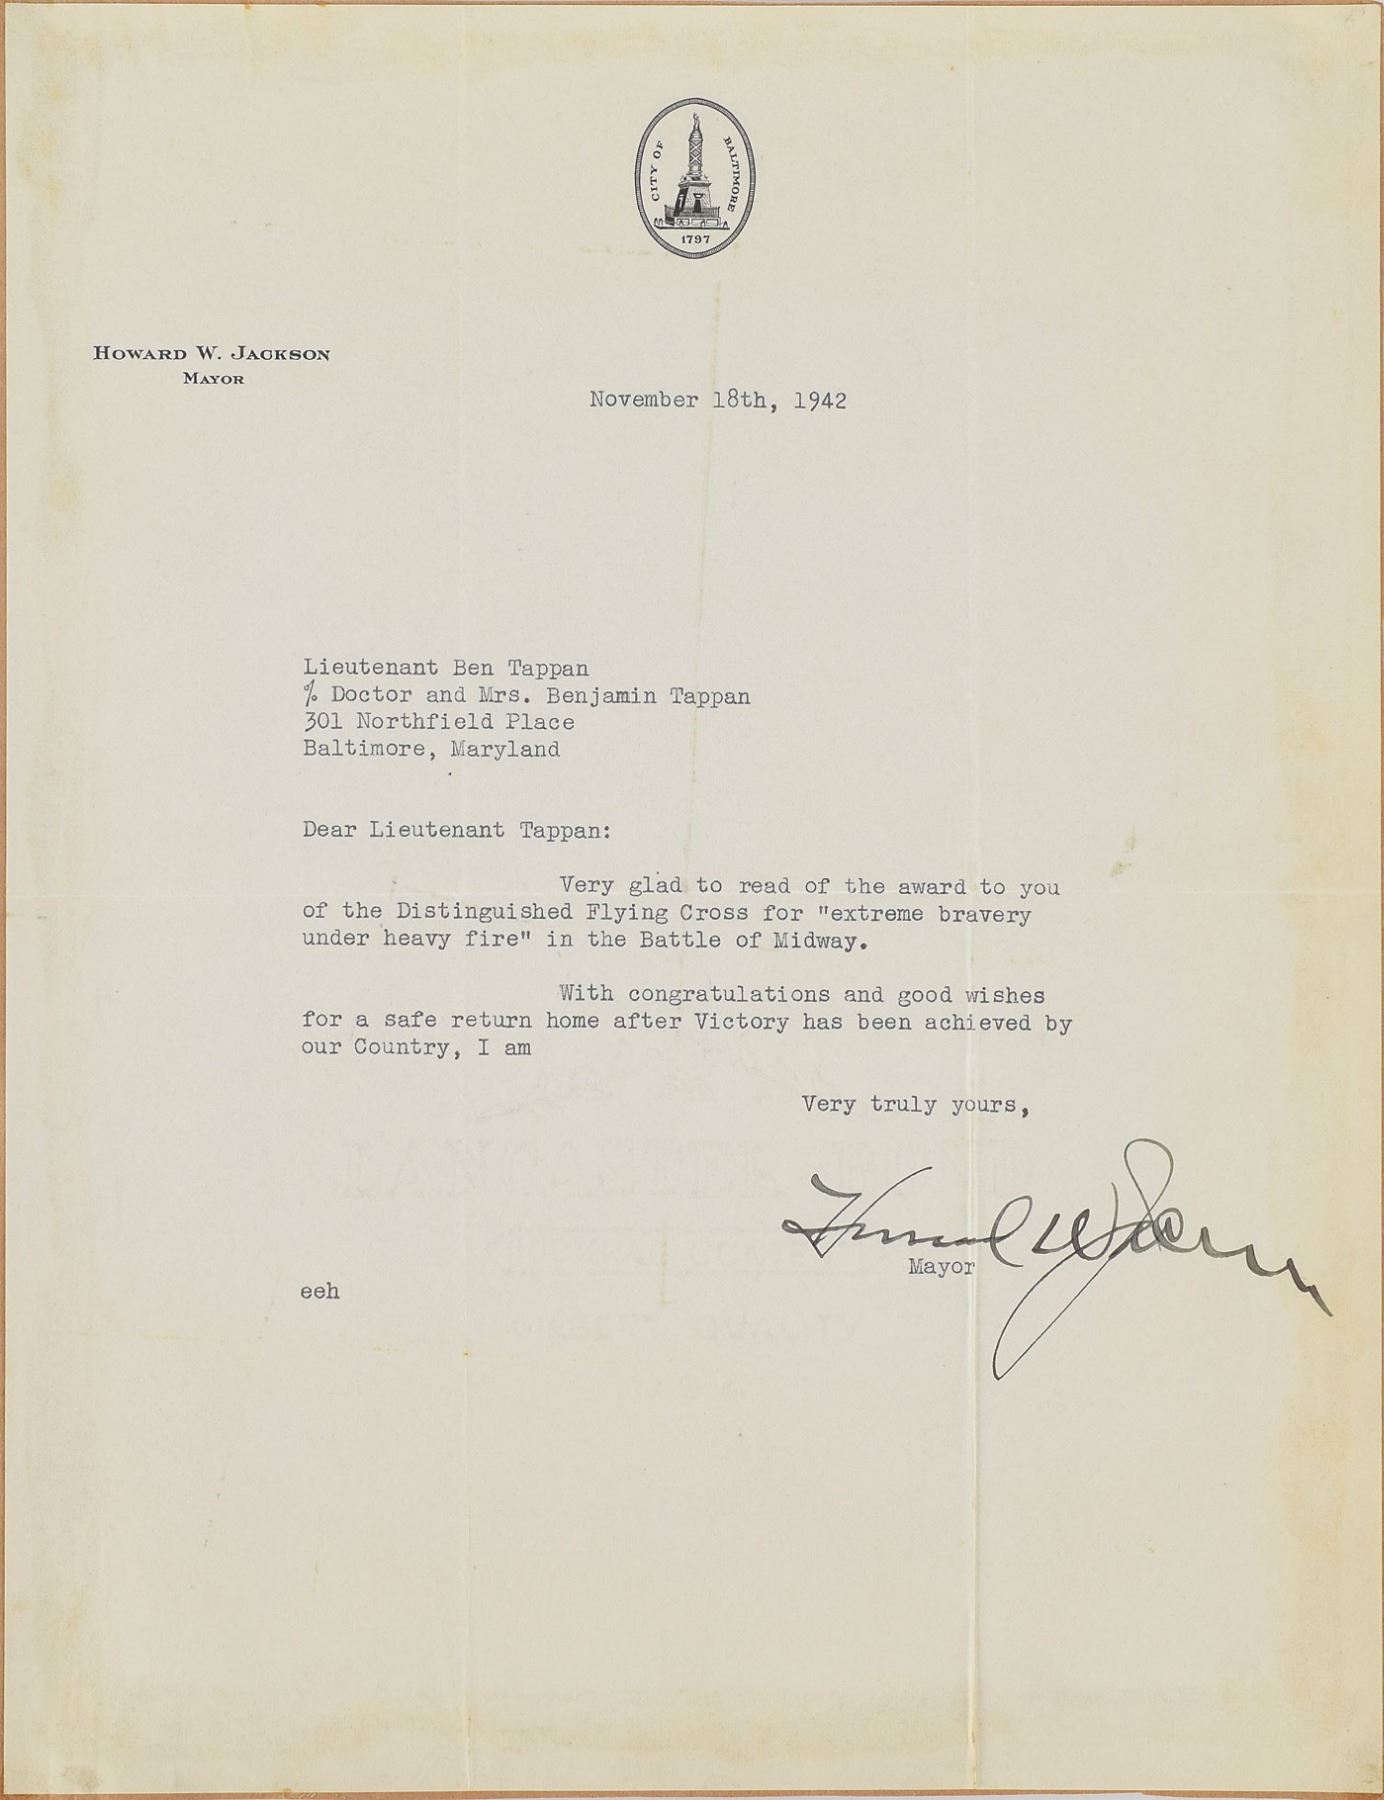 CITY OF BALTIMORE
1797
HOWARD W. JACKSON
MAYOR
November 18th, 1942
Lieutenant Ben Tappan
% Doctor and Mrs. Benjamin Tappan
301 Northfield Place
Baltimore, Maryland
Dear Lieutenant Tappan:
Very glad to read of the award to you
of the Distinguished Flying Cross for "extreme bravery
under heavy fire" in the Battle of Midway.
With congratulations and good wishes
for a safe return home after Victory has been achieved by
our Country, I am
Very truly yours,
Howard W. Jackson
Mayor
eeh